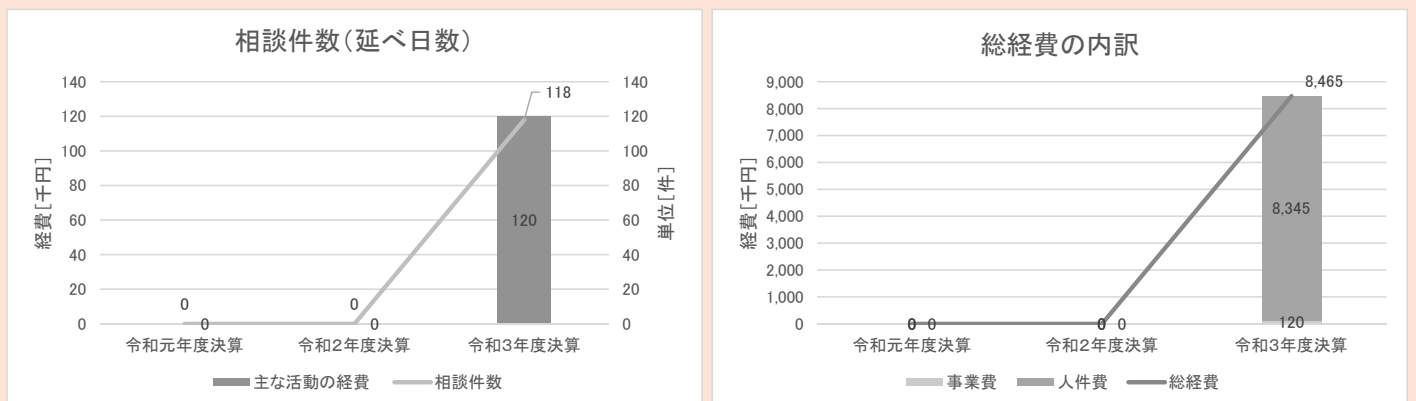 相談件数（延べ日数）
経費[千円]
140
120
100
80
60
40
20
0
140
120
100
80
60
40
20
0
単位[件]
118
120
0
0
0
0
令和元年度決算
令和２年度決算
令和３年度決算
主な活動の経費
相談件数
総経費の内訳
経費[千円]
9,000
8,000
7,000
6,000
5,000
4,000
3,000
2,000
1,000
0
8,465
8,345
120
0
0
0
0
0
0
令和元年度決算
令和２年度決算
令和３年度決算
事業費
人件費
総経費